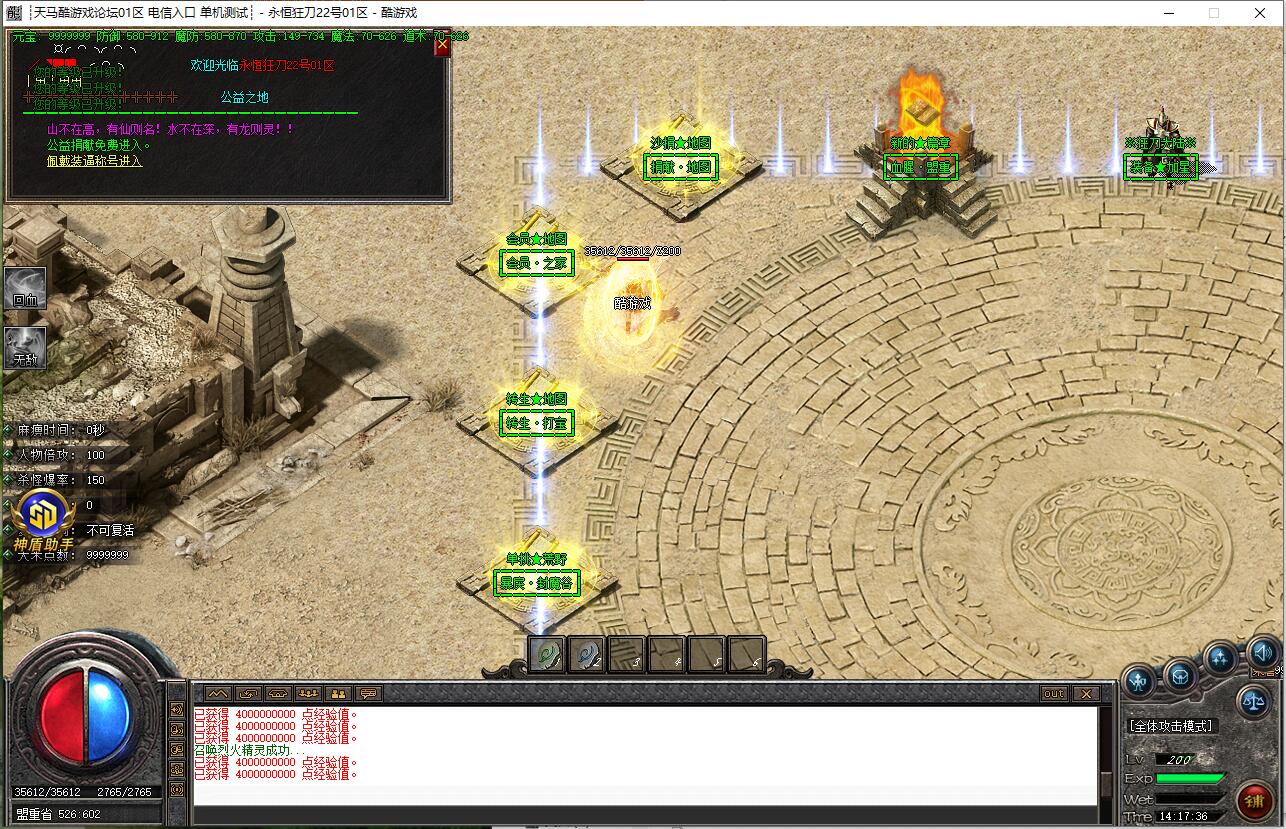 天马酷游戏论坛01区 电信入口 单机测试 - 永恒狂刀22号01区 - 酷游戏
元宝: 9999999 防御:580-912 魔防:580-870 攻击:149-734 魔法:70-626 道术:70-626
您的等级已升级!
欢迎光临永恒狂刀22号01区
您的等级已升级!
您的等级已升级!
公益之地
山不在高，有仙则名！水不在深，有龙则灵！！
公益捐献免费进入。
佩戴装逼称号进入
沙捐★地图
捐献·地图
新的★篇章
血腥·盟重
※狂刀大陆※
装备★加星
会员★地图
会员·之家
35612/35612/Z200
酷游戏
回血
无敌
转生★地图
转生·打宝
麻痹时间: 0秒
人物倍攻: 100
杀怪爆率: 150
0
不可复活
神盾助手
9999999
单挑★荒野
1 2 3 4 5 6
out
已获得 4000000000 点经验值。
已获得 4000000000 点经验值。
已获得 4000000000 点经验值。
召唤烈火精灵成功...
已获得 4000000000 点经验值。
已获得 4000000000 点经验值。
[全体攻击模式]
Lv 200
Exp
Wet
Time 14:17:36
35612/35612 2765/2765
盟重省 526:602